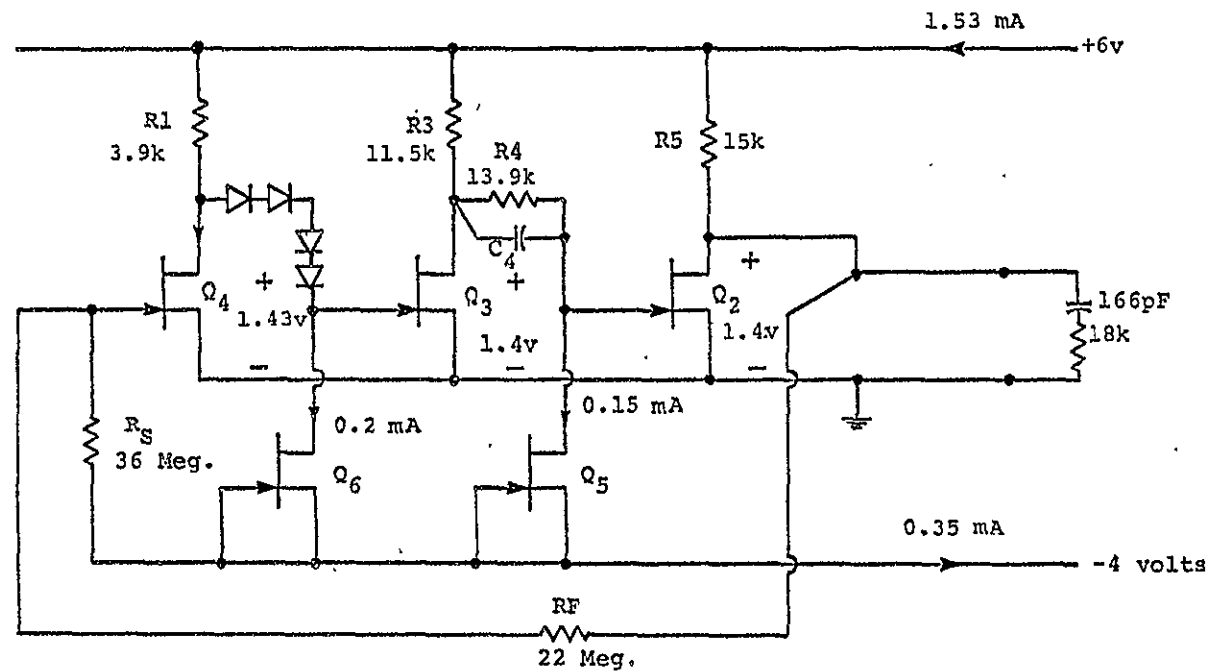 1.53 mA
+6v
R1
3.9k
R3
11.5k
R4
13.9k
R5
15k
C4
+
Q4
1.43v
-
+
Q3
1.4v
-
+
Q2
1.4v
-
166pF
18k
RS
36 Meg.
0.2 mA
Q6
0.15 mA
Q5
0.35 mA
-4 volts
RF
22 Meg.